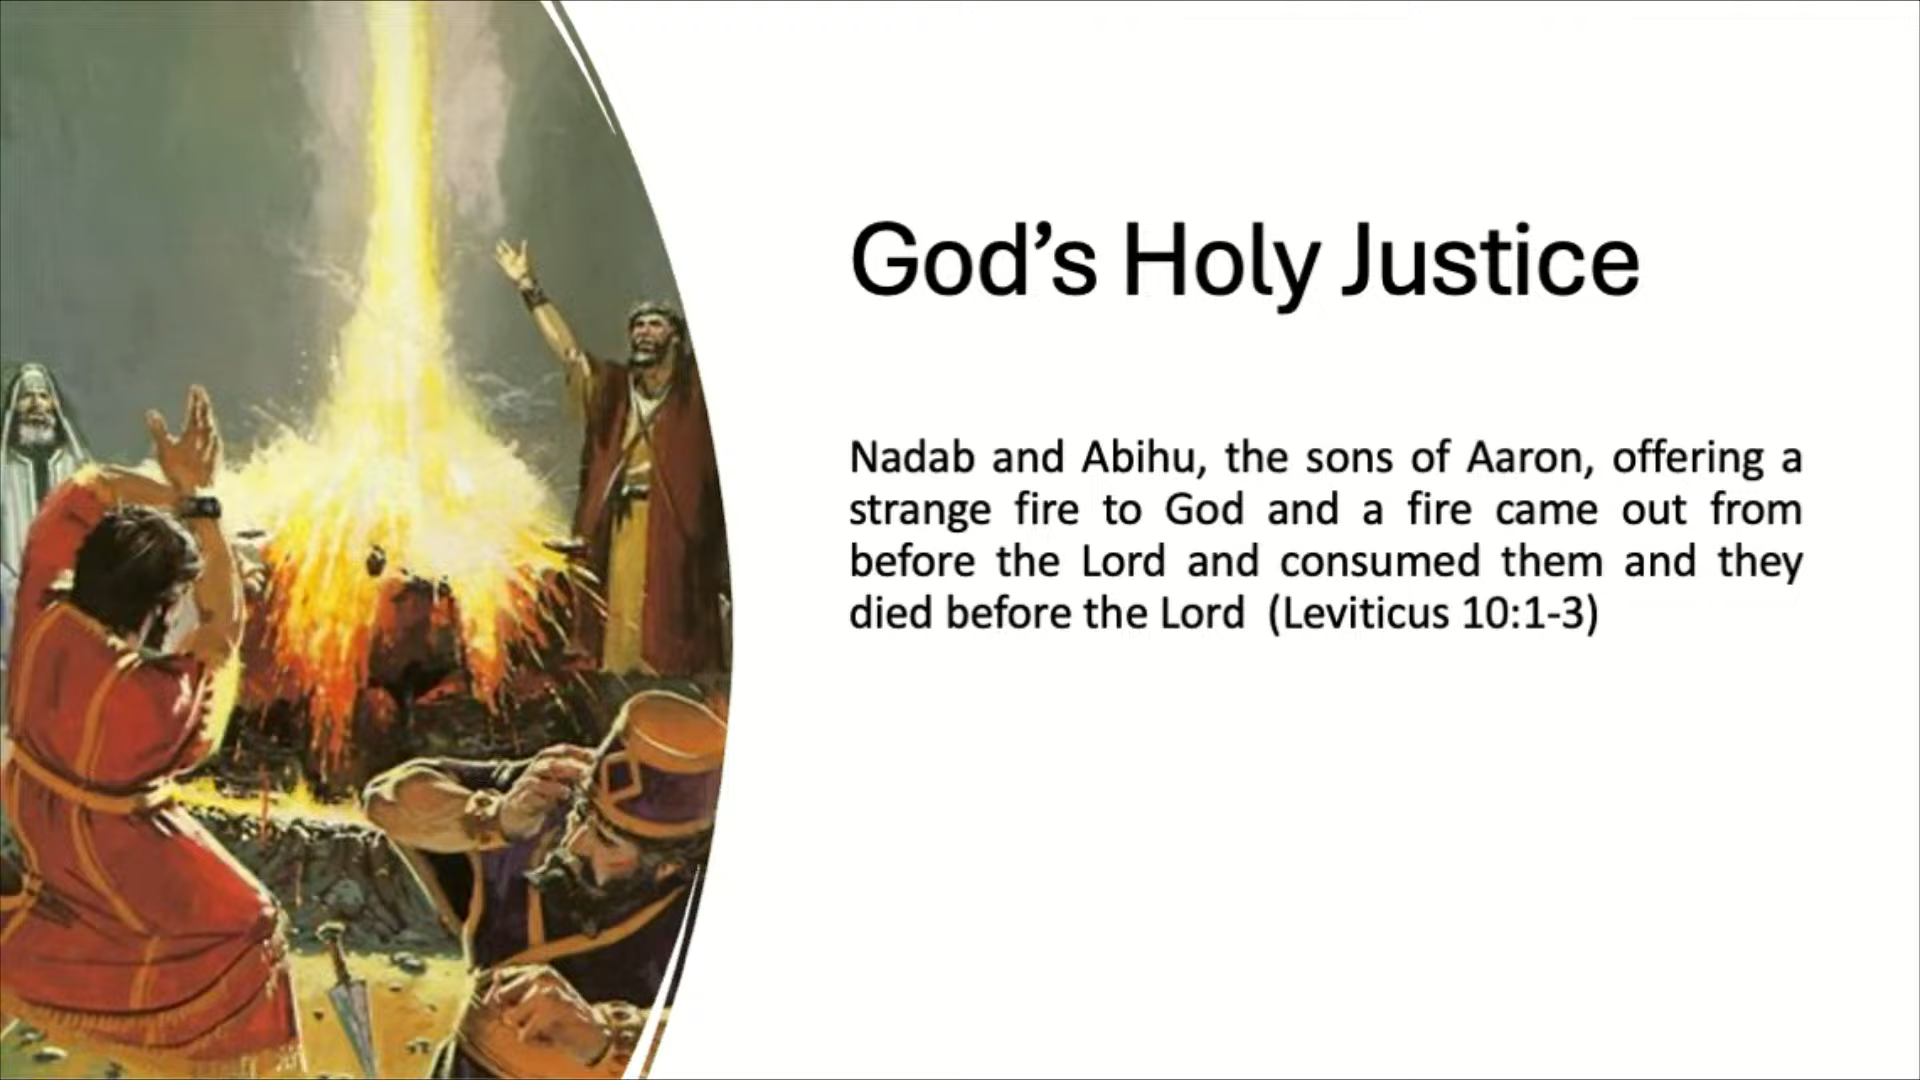 God’s Holy Justice
Nadab and Abihu, the sons of Aaron, offering a
strange fire to God and a fire came out from
before the Lord and consumed them and they
died before the Lord  (Leviticus 10:1-3)